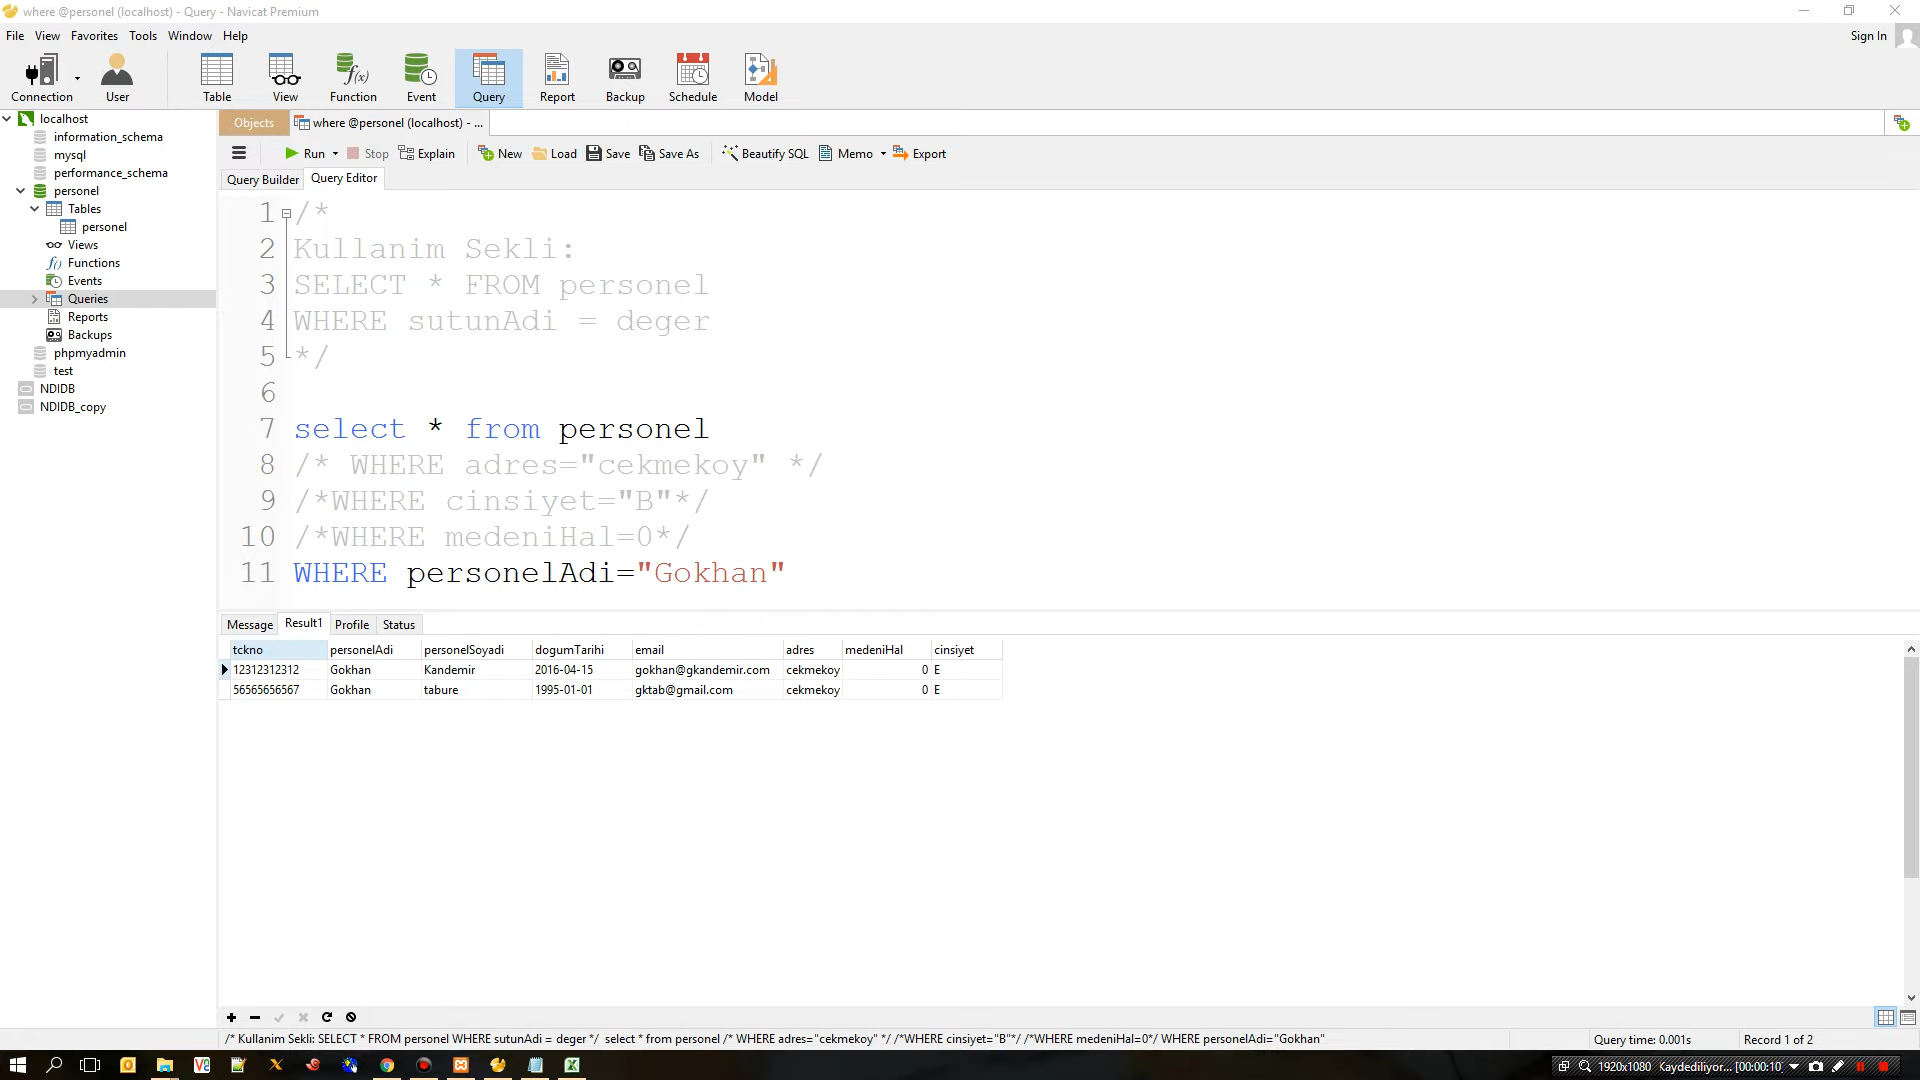 where @personel (localhost) - Query - Navicat Premium
File View Favorites Tools Window Help
Sign In
Connection User Table View Function Event Query Report Backup Schedule Model
localhost
information_schema
mysql
performance_schema
personel
Tables
personel
Views
Functions
Events
Queries
Reports
Backups
phpmyadmin
test
NDIDB
NDIDB_copy
Objects where @personel (localhost) - ...
Run Stop Explain New Load Save Save As Beautify SQL Memo Export
Query Builder Query Editor
1 /*
2 Kullanim Sekli:
3 SELECT * FROM personel
4 WHERE sutunAdi = deger
5 */
6
7 select * from personel
8 /* WHERE adres="cekmekoy" */
9 /*WHERE cinsiyet="B"*/
10 /*WHERE medeniHal=0*/
11 WHERE personelAdi="Gokhan"
Message Result1 Profile Status
tckno personelAdi personelSoyadi dogumTarihi email adres medeniHal cinsiyet
12312312312 Gokhan Kandemir 2016-04-15 gokhan@gkandemir.com cekmekoy 0 E
56565656567 Gokhan tabure 1995-01-01 gktab@gmail.com cekmekoy 0 E
/* Kullanim Sekli: SELECT * FROM personel WHERE sutunAdi = deger */ select * from personel /* WHERE adres="cekmekoy" */ /*WHERE cinsiyet="B"*/ /*WHERE medeniHal=0*/ WHERE personelAdi="Gokhan"
Query time: 0.001s
Record 1 of 2
1920x1080 Kaydediliyor... [00:00:10]